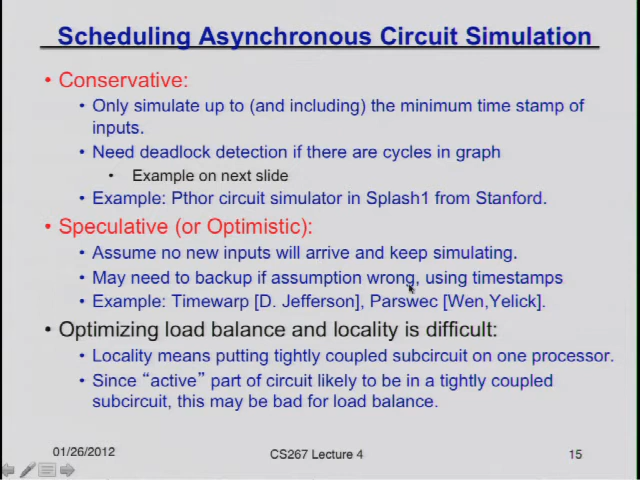 Scheduling Asynchronous Circuit Simulation
• Conservative:
• Only simulate up to (and including) the minimum time stamp of
inputs.
• Need deadlock detection if there are cycles in graph
• Example on next slide
• Example: Pthor circuit simulator in Splash1 from Stanford.
• Speculative (or Optimistic):
• Assume no new inputs will arrive and keep simulating.
• May need to backup if assumption wrong, using timestamps
• Example: Timewarp [D. Jefferson], Parswec [Wen,Yelick].
• Optimizing load balance and locality is difficult:
• Locality means putting tightly coupled subcircuit on one processor.
• Since “active” part of circuit likely to be in a tightly coupled
subcircuit, this may be bad for load balance.
01/26/2012
CS267 Lecture 4
15